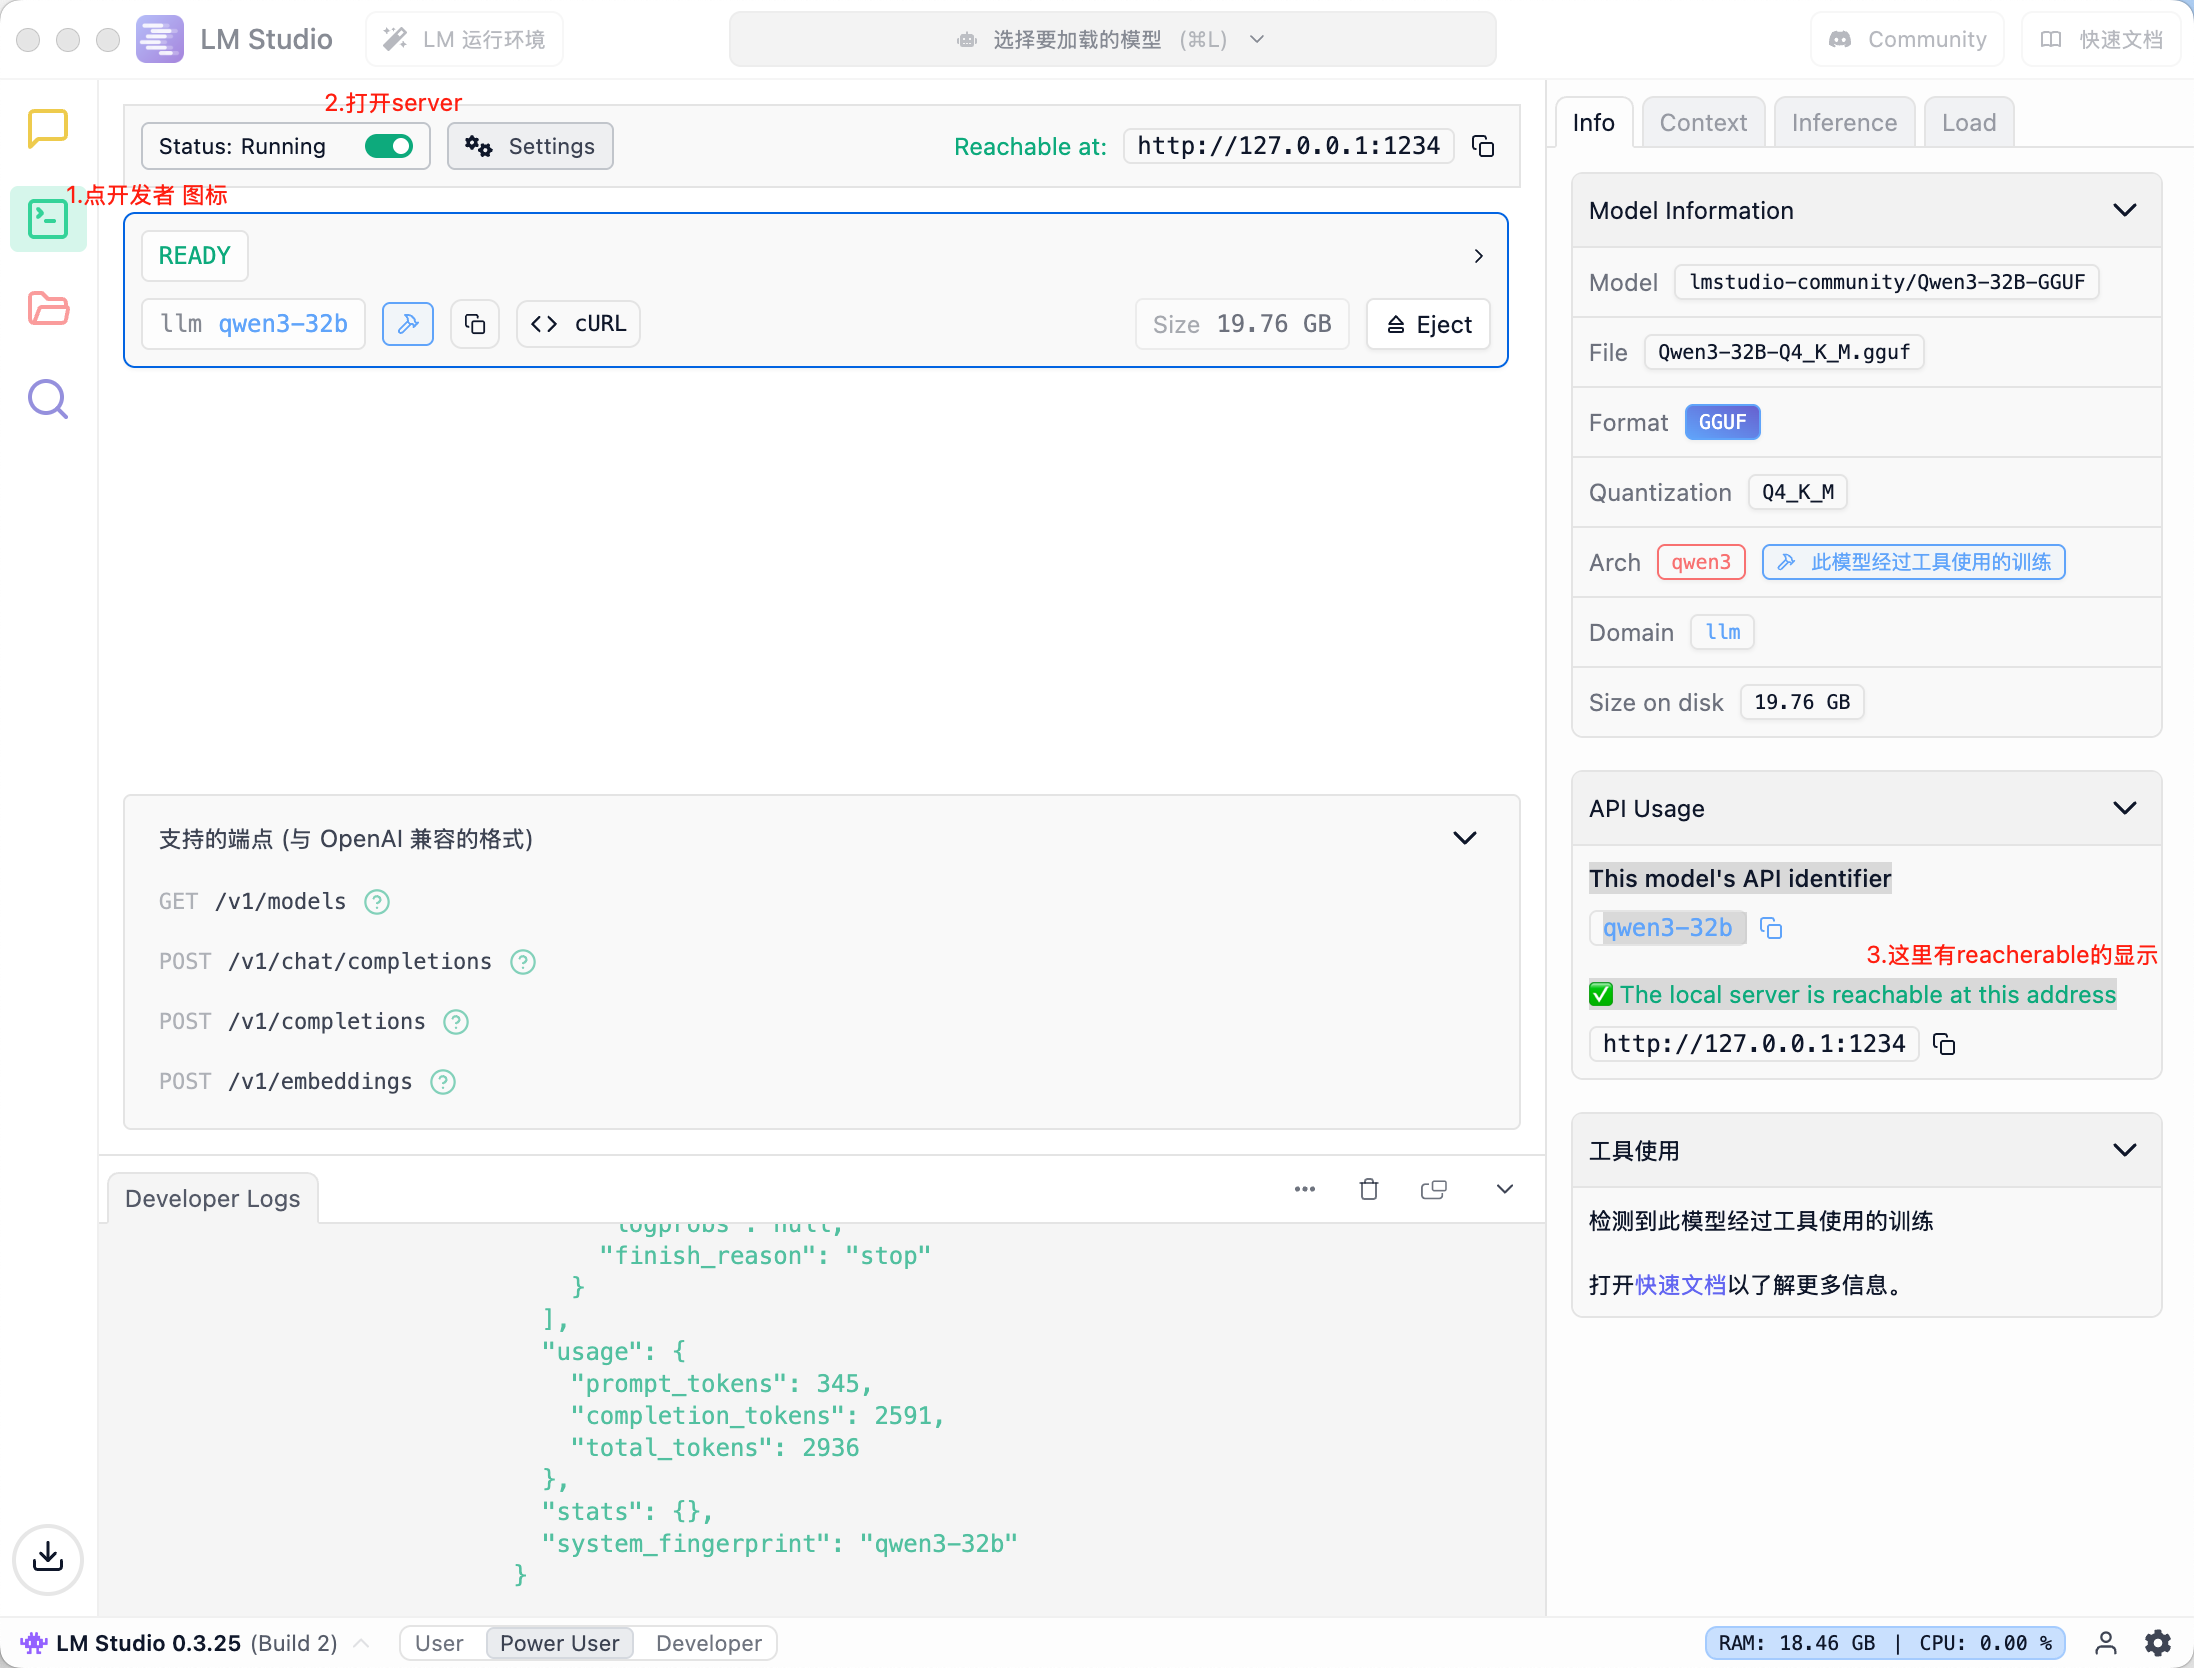 LM Studio
LM 运行环境
选择要加载的模型 (⌘L)
Community
快速文档
2.打开server
Status: Running
Settings
Reachable at:
http://127.0.0.1:1234
1.点开发者 图标
READY
llm qwen3-32b
cURL
Size 19.76 GB
Eject
支持的端点 (与 OpenAI 兼容的格式)
GET /v1/models
POST /v1/chat/completions
POST /v1/completions
POST /v1/embeddings
Developer Logs
"logprobs": null,
"finish_reason": "stop"
}
],
"usage": {
"prompt_tokens": 345,
"completion_tokens": 2591,
"total_tokens": 2936
},
"stats": {},
"system_fingerprint": "qwen3-32b"
}
Info
Context
Inference
Load
Model Information
Model lmstudio-community/Qwen3-32B-GGUF
File Qwen3-32B-Q4_K_M.gguf
Format GGUF
Quantization Q4_K_M
Arch qwen3 此模型经过工具使用的训练
Domain llm
Size on disk 19.76 GB
API Usage
This model's API identifier
qwen3-32b
3.这里有reacherable的显示
✅ The local server is reachable at this address
http://127.0.0.1:1234
工具使用
检测到此模型经过工具使用的训练
打开快速文档以了解更多信息。
LM Studio 0.3.25 (Build 2)
User
Power User
Developer
RAM: 18.46 GB | CPU: 0.00 %